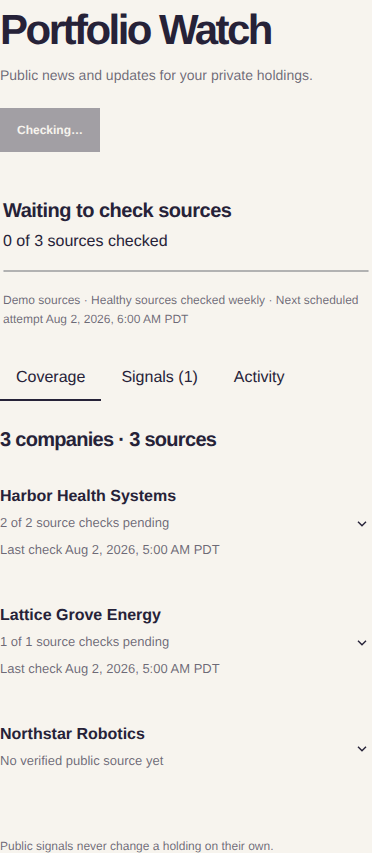 Portfolio Watch
Public news and updates for your private holdings.
Checking…
Waiting to check sources
0 of 3 sources checked
Demo sources · Healthy sources checked weekly · Next scheduled
attempt Aug 2, 2026, 6:00 AM PDT
Coverage Signals (1) Activity
3 companies · 3 sources
Harbor Health Systems
2 of 2 source checks pending
Last check Aug 2, 2026, 5:00 AM PDT
Lattice Grove Energy
1 of 1 source checks pending
Last check Aug 2, 2026, 5:00 AM PDT
Northstar Robotics
No verified public source yet
Public signals never change a holding on their own.